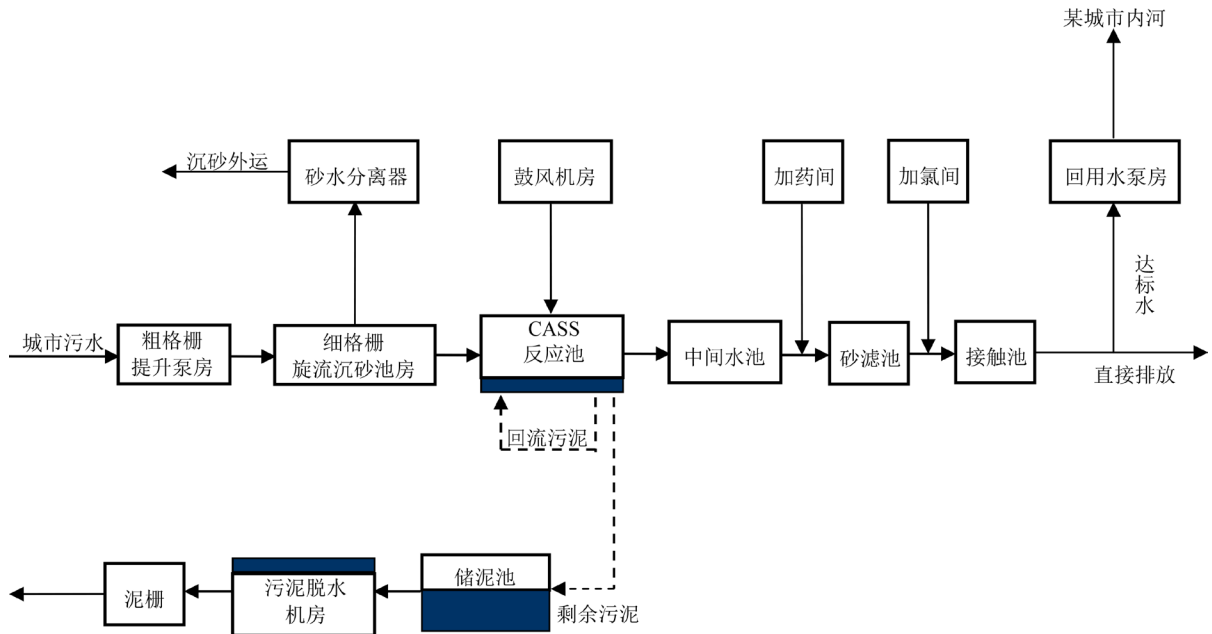 某城市内河
沉砂外运
砂水分离器
鼓风机房
加药间
加氯间
回用水泵房
达标水
城市污水
粗格栅
提升泵房
细格栅
旋流沉砂池房
CASS
反应池
中间水池
砂滤池
接触池
直接排放
回流污泥
泥栅
污泥脱水
机房
储泥池
剩余污泥